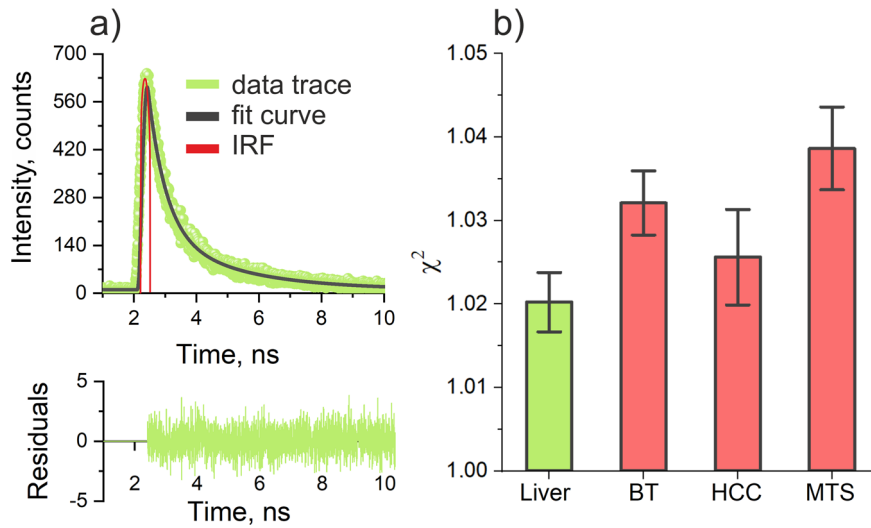 a)
700
560
420
280
140
0
Intensity, counts
data trace
fit curve
IRF
2
4
6
8
10
Time, ns
5
0
-5
Residuals
2
4
6
8
10
Time, ns
b)
1.05
1.04
1.03
1.02
1.01
1.00
χ²
Liver
BT
HCC
MTS